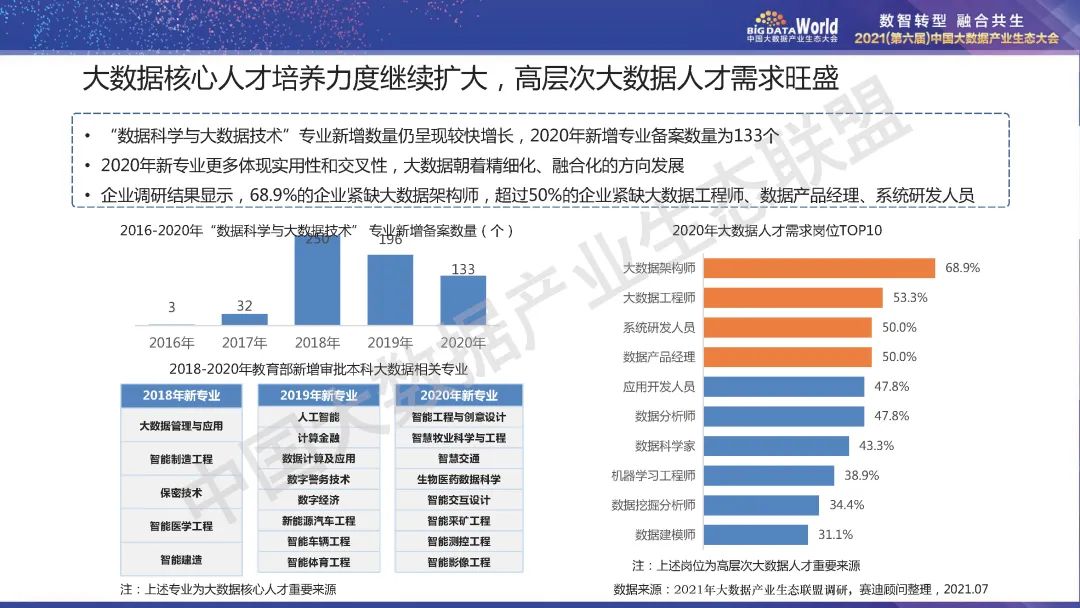 BIG DATA World
中国大数据产业生态大会
数智转型 融合共生
2021(第六届)中国大数据产业生态大会
大数据核心人才培养力度继续扩大，高层次大数据人才需求旺盛
• “数据科学与大数据技术”专业新增数量仍呈现较快增长，2020年新增专业备案数量为133个
• 2020年新专业更多体现实用性和交叉性，大数据朝着精细化、融合化的方向发展
• 企业调研结果显示，68.9%的企业紧缺大数据架构师，超过50%的企业紧缺大数据工程师、数据产品经理、系统研发人员
2016-2020年“数据科学与大数据技术” 专业新增备案数量（个）
3
32
250
196
133
2016年 2017年 2018年 2019年 2020年
2018-2020年教育部新增审批本科大数据相关专业
2018年新专业
大数据管理与应用
智能制造工程
保密技术
智能医学工程
智能建造
2019年新专业
人工智能
计算金融
数据计算及应用
数字警务技术
数字经济
新能源汽车工程
智能车辆工程
智能体育工程
2020年新专业
智能工程与创意设计
智慧牧业科学与工程
智慧交通
生物医药数据科学
智能交互设计
智能采矿工程
智能测控工程
智能影像工程
注：上述专业为大数据核心人才重要来源
2020年大数据人才需求岗位TOP10
大数据架构师 68.9%
大数据工程师 53.3%
系统研发人员 50.0%
数据产品经理 50.0%
应用开发人员 47.8%
数据分析师 47.8%
数据科学家 43.3%
机器学习工程师 38.9%
数据挖掘分析师 34.4%
数据建模师 31.1%
注：上述岗位为高层次大数据人才重要来源
数据来源：2021年大数据产业生态联盟调研，赛迪顾问整理，2021.07
中国大数据产业生态联盟